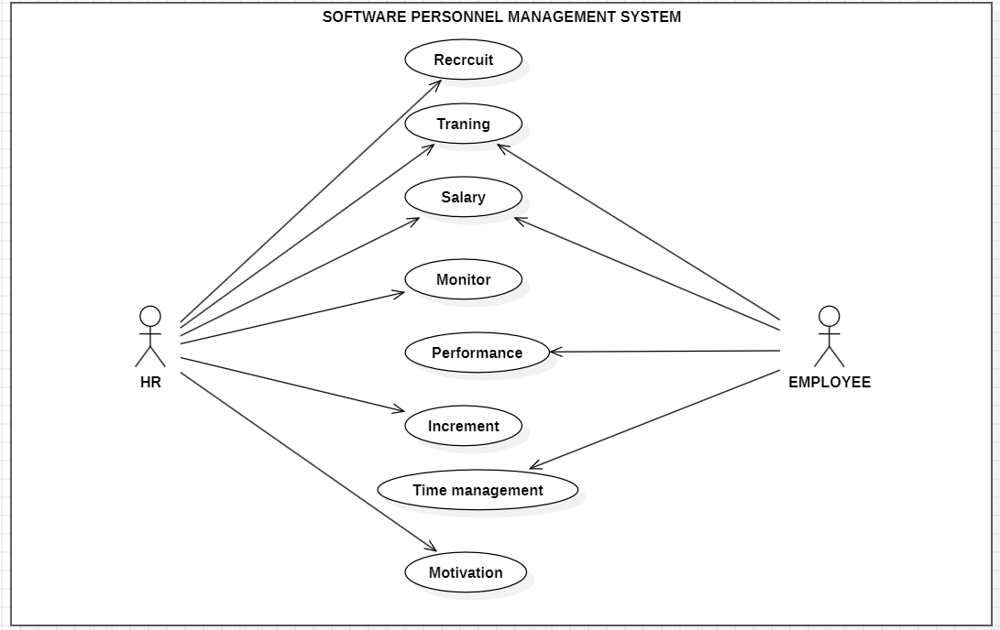 SOFTWARE PERSONNEL MANAGEMENT SYSTEM
Recrcuit
Traning
Salary
Monitor
Performance
HR
EMPLOYEE
Increment
Time management
Motivation